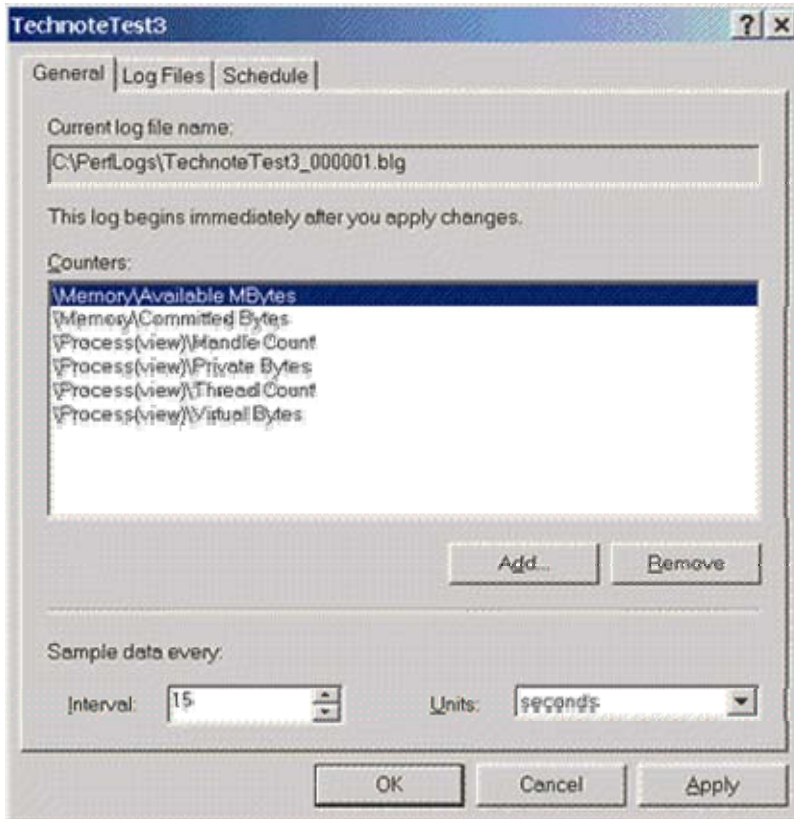 TechnoteTest3
General Log Files Schedule
Current log file name:
C:\PerfLogs\TechnoteTest3_000001.blg
This log begins immediately after you apply changes.
Counters:
\Memory\Available MBytes
\Memory\Committed Bytes
\Process(view)\Handle Count
\Process(view)\Private Bytes
\Process(view)\Thread Count
\Process(view)\Virtual Bytes
Add... Remove
Sample data every:
Interval: 15 Units: seconds
OK Cancel Apply